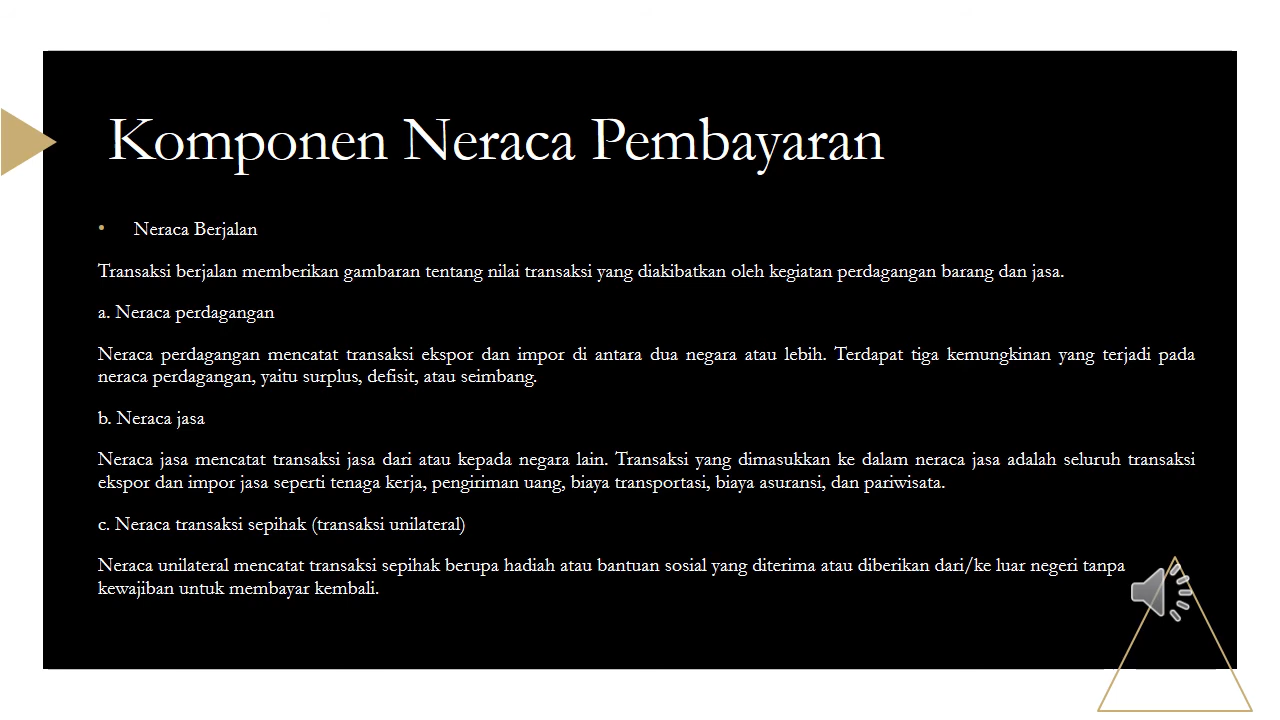 Komponen Neraca Pembayaran
• Neraca Berjalan
Transaksi berjalan memberikan gambaran tentang nilai transaksi yang diakibatkan oleh kegiatan perdagangan barang dan jasa.
a. Neraca perdagangan
Neraca perdagangan mencatat transaksi ekspor dan impor di antara dua negara atau lebih. Terdapat tiga kemungkinan yang terjadi pada
neraca perdagangan, yaitu surplus, defisit, atau seimbang.
b. Neraca jasa
Neraca jasa mencatat transaksi jasa dari atau kepada negara lain. Transaksi yang dimasukkan ke dalam neraca jasa adalah seluruh transaksi
ekspor dan impor jasa seperti tenaga kerja, pengiriman uang, biaya transportasi, biaya asuransi, dan pariwisata.
c. Neraca transaksi sepihak (transaksi unilateral)
Neraca unilateral mencatat transaksi sepihak berupa hadiah atau bantuan sosial yang diterima atau diberikan dari/ke luar negeri tanpa
kewajiban untuk membayar kembali.